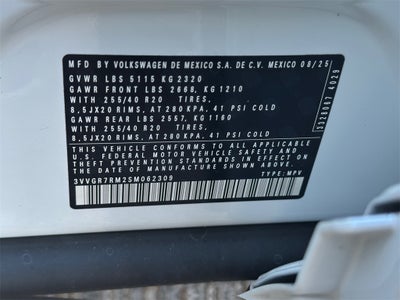 MFD BY VOLKSWAGEN DE MEXICO S.A. DE C.V. MEXICO 08/25
GVWR LBS 5115 KG 2320
GAWR FRONT LBS 2668, KG 1210
WITH 255/40 R20 TIRES,
8,5JX20 RIMS, AT 280 KPA, 41 PSI COLD
GAWR REAR LBS 2557, KG 1160
WITH 255/40 R20 TIRES,
8,5JX20 RIMS, AT 280 KPA, 41 PSI COLD
THIS VEHICLE CONFORMS TO ALL APPLICABLE
U.S. FEDERAL MOTOR VEHICLE SAFETY AND
THEFT PREVENTION STANDARDS IN EFFECT ON
THE DATE OF MANUFACTURE SHOWN ABOVE.
3VVGR7RM2SM062309 TYPE: MPV
3328087 4029